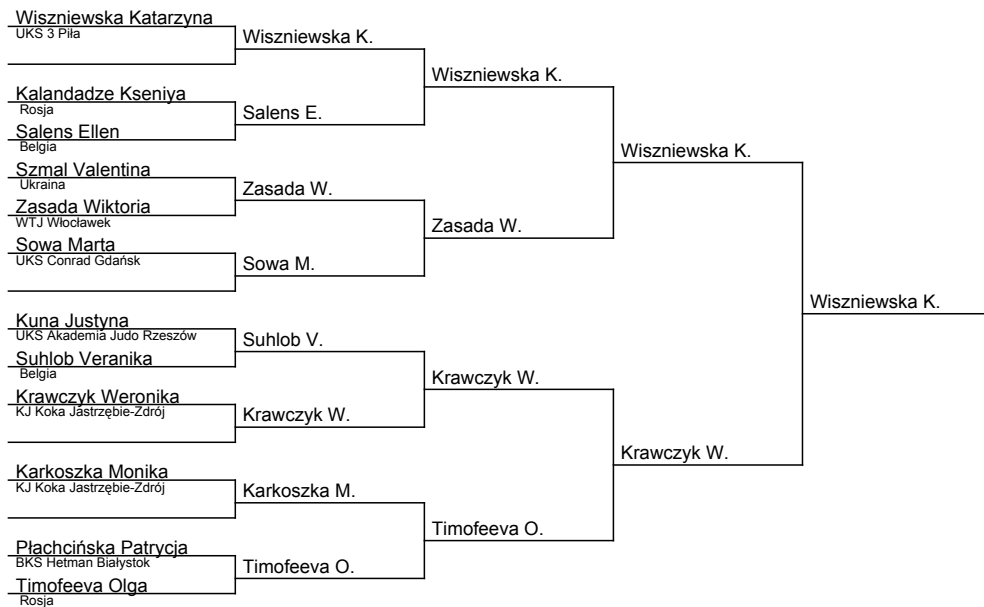 Wiszniewska Katarzyna
UKS 3 Piła
Wiszniewska K.
Wiszniewska K.
Kalandadze Kseniya
Rosja
Salens E.
Salens Ellen
Belgia
Wiszniewska K.
Szmal Valentina
Ukraina
Zasada W.
Zasada Wiktoria
WTJ Włocławek
Zasada W.
Sowa Marta
UKS Conrad Gdańsk
Sowa M.
Wiszniewska K.
Kuna Justyna
UKS Akademia Judo Rzeszów
Suhlob V.
Suhlob Veranika
Belgia
Krawczyk W.
Krawczyk Weronika
KJ Koka Jastrzębie-Zdrój
Krawczyk W.
Krawczyk W.
Karkoszka Monika
KJ Koka Jastrzębie-Zdrój
Karkoszka M.
Timofeeva O.
Płachcińska Patrycja
BKS Hetman Białystok
Timofeeva O.
Timofeeva Olga
Rosja